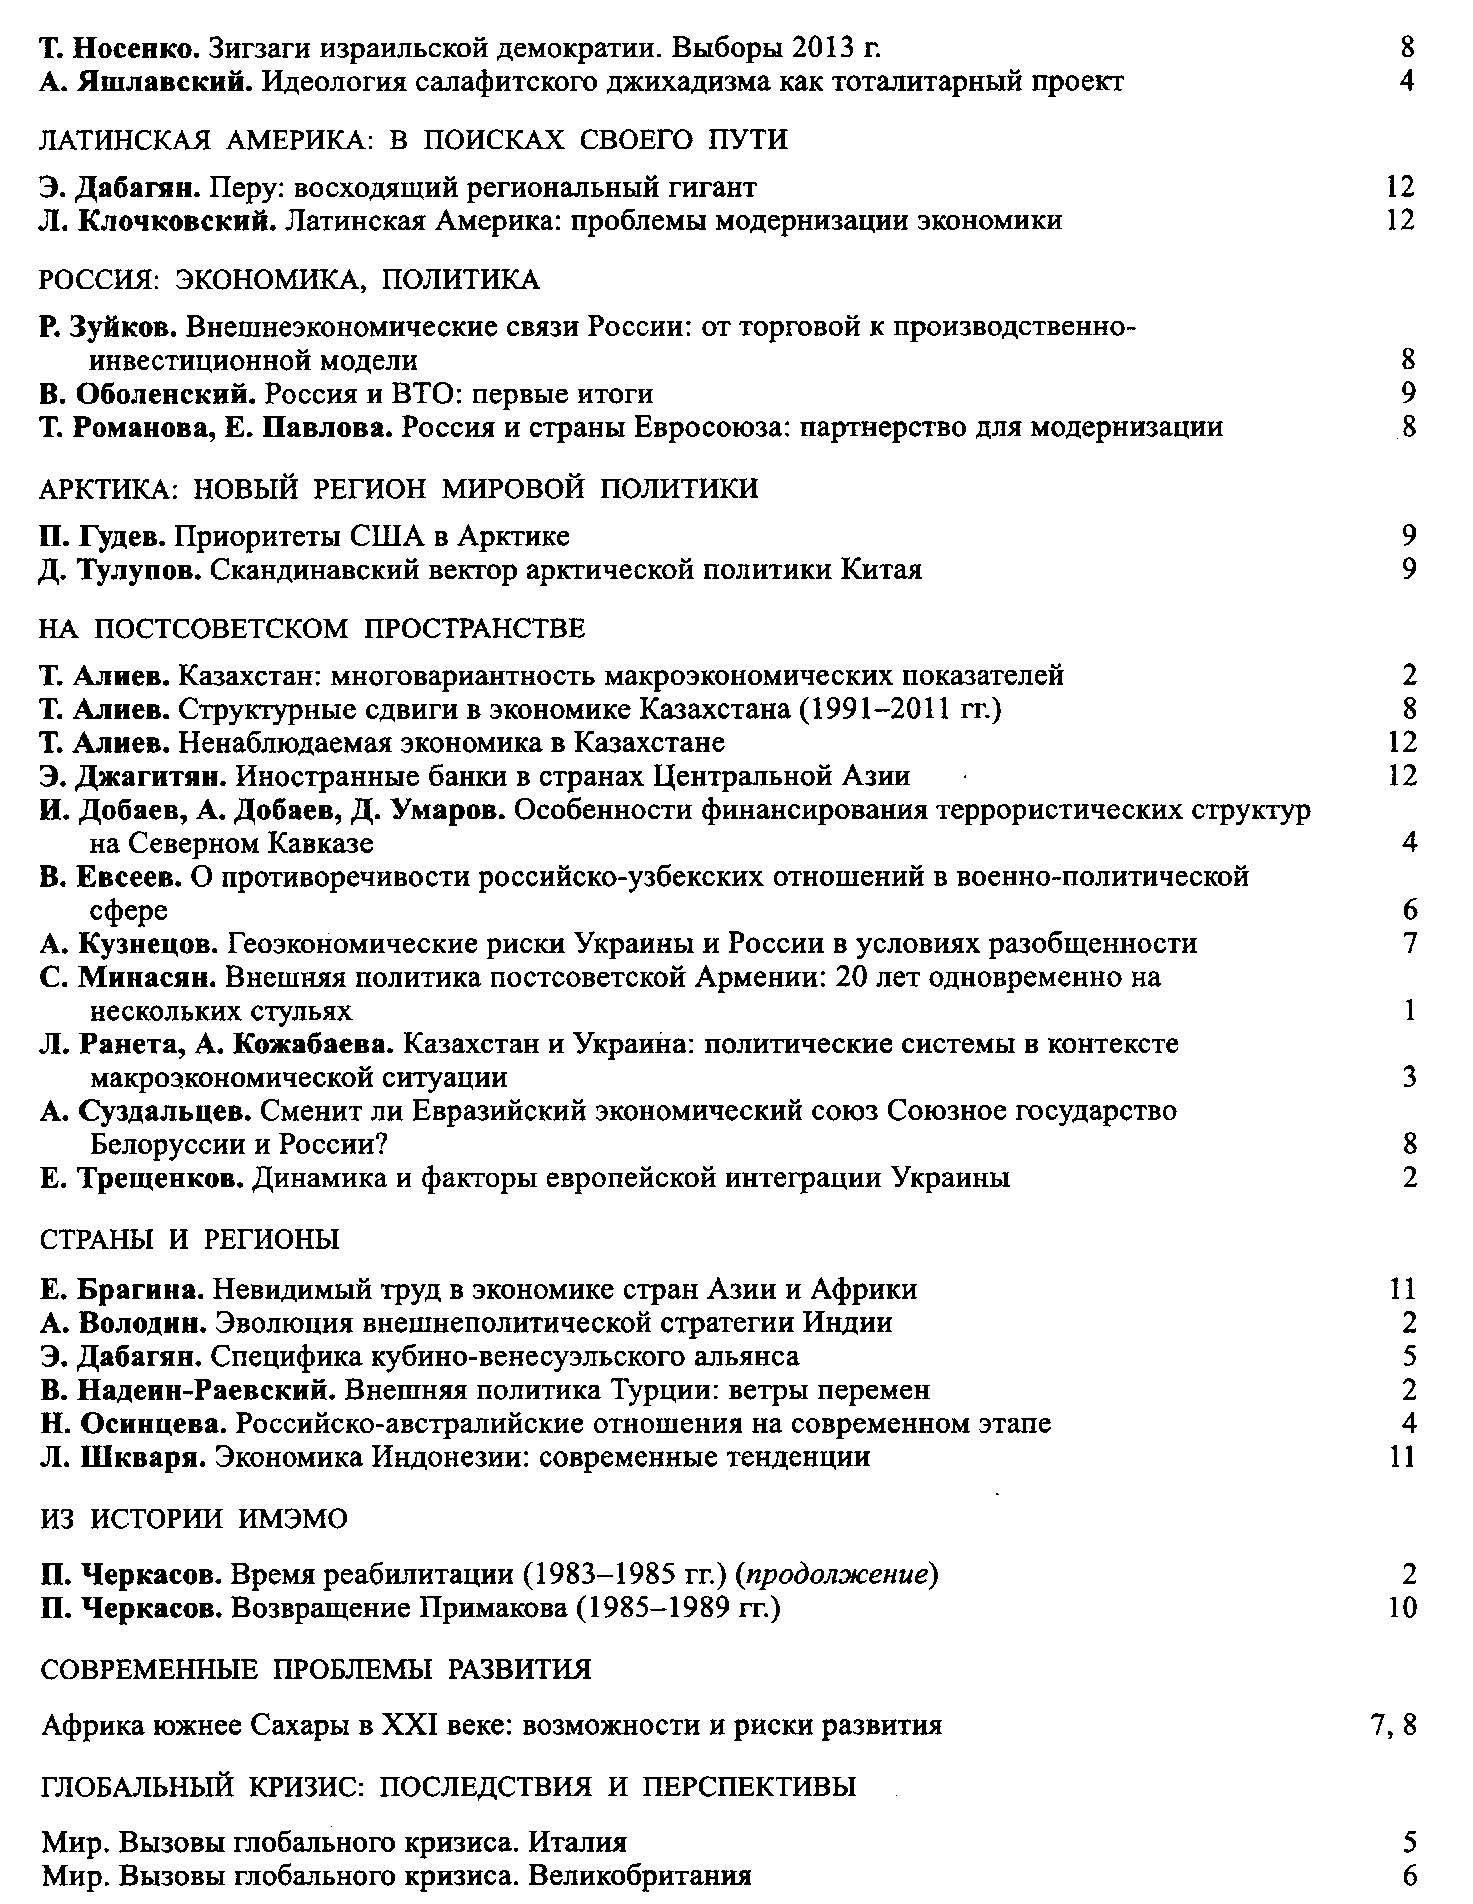 Т. Носенко. Зигзаги израильской демократии. Выборы 2013 г. 8
А. Яшлавский. Идеология салафитского джихадизма как тоталитарный проект 4
ЛАТИНСКАЯ АМЕРИКА: В ПОИСКАХ СВОЕГО ПУТИ
Э. Дабагян. Перу: восходящий региональный гигант 12
Л. Клочковский. Латинская Америка: проблемы модернизации экономики 12
РОССИЯ: ЭКОНОМИКА, ПОЛИТИКА
Р. Зуйков. Внешнеэкономические связи России: от торговой к производственно-
инвестиционной модели 8
В. Оболенский. Россия и ВТО: первые итоги 9
Т. Романова, Е. Павлова. Россия и страны Евросоюза: партнерство для модернизации 8
АРКТИКА: НОВЫЙ РЕГИОН МИРОВОЙ ПОЛИТИКИ
П. Гудев. Приоритеты США в Арктике 9
Д. Тулупов. Скандинавский вектор арктической политики Китая 9
НА ПОСТСОВЕТСКОМ ПРОСТРАНСТВЕ
Т. Алиев. Казахстан: многовариантность макроэкономических показателей 2
Т. Алиев. Структурные сдвиги в экономике Казахстана (1991–2011 гг.) 8
Т. Алиев. Ненаблюдаемая экономика в Казахстане 12
Э. Джагитян. Иностранные банки в странах Центральной Азии 12
И. Добаев, А. Добаев, Д. Умаров. Особенности финансирования террористических структур
на Северном Кавказе 4
В. Евсеев. О противоречивости российско-узбекских отношений в военно-политической
сфере 6
А. Кузнецов. Геоэкономические риски Украины и России в условиях разобщенности 7
С. Минасян. Внешняя политика постсоветской Армении: 20 лет одновременно на
нескольких стульях 1
Л. Ранета, А. Кожабаева. Казахстан и Украина: политические системы в контексте
макроэкономической ситуации 3
А. Суздальцев. Сменит ли Евразийский экономический союз Союзное государство
Белоруссии и России? 8
Е. Трещенков. Динамика и факторы европейской интеграции Украины 2
СТРАНЫ И РЕГИОНЫ
Е. Брагина. Невидимый труд в экономике стран Азии и Африки 11
А. Володин. Эволюция внешнеполитической стратегии Индии 2
Э. Дабагян. Специфика кубино-венесуэльского альянса 5
В. Надеин-Раевский. Внешняя политика Турции: ветры перемен 2
Н. Осинцева. Российско-австралийские отношения на современном этапе 4
Л. Шкваря. Экономика Индонезии: современные тенденции 11
ИЗ ИСТОРИИ ИМЭМО
П. Черкасов. Время реабилитации (1983–1985 гг.) (продолжение) 2
П. Черкасов. Возвращение Примакова (1985–1989 гг.) 10
СОВРЕМЕННЫЕ ПРОБЛЕМЫ РАЗВИТИЯ
Африка южнее Сахары в XXI веке: возможности и риски развития 7, 8
ГЛОБАЛЬНЫЙ КРИЗИС: ПОСЛЕДСТВИЯ И ПЕРСПЕКТИВЫ
Мир. Вызовы глобального кризиса. Италия 5
Мир. Вызовы глобального кризиса. Великобритания 6